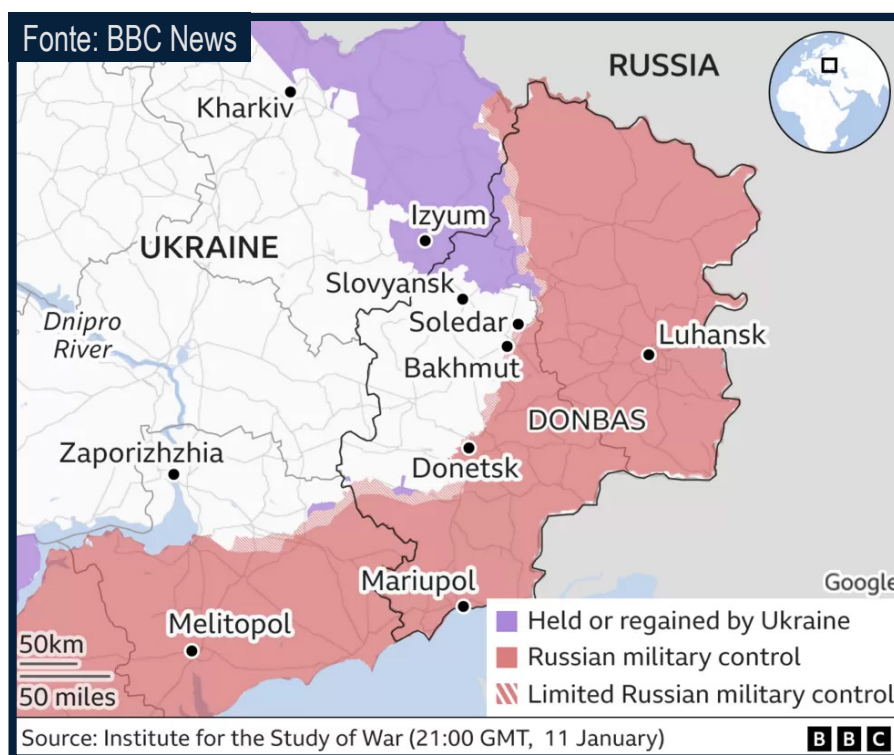 Fonte: BBC News
RUSSIA
Kharkiv
Izyum
UKRAINE
Slovyansk
Dnipro
River
Soledar
Luhansk
Bakhmut
DONBAS
Zaporizhzhia
Donetsk
Mariupol
Google
Melitopol
50km
50 miles
Held or regained by Ukraine
Russian military control
Limited Russian military control
Source: Institute for the Study of War (21:00 GMT, 11 January)
BBC